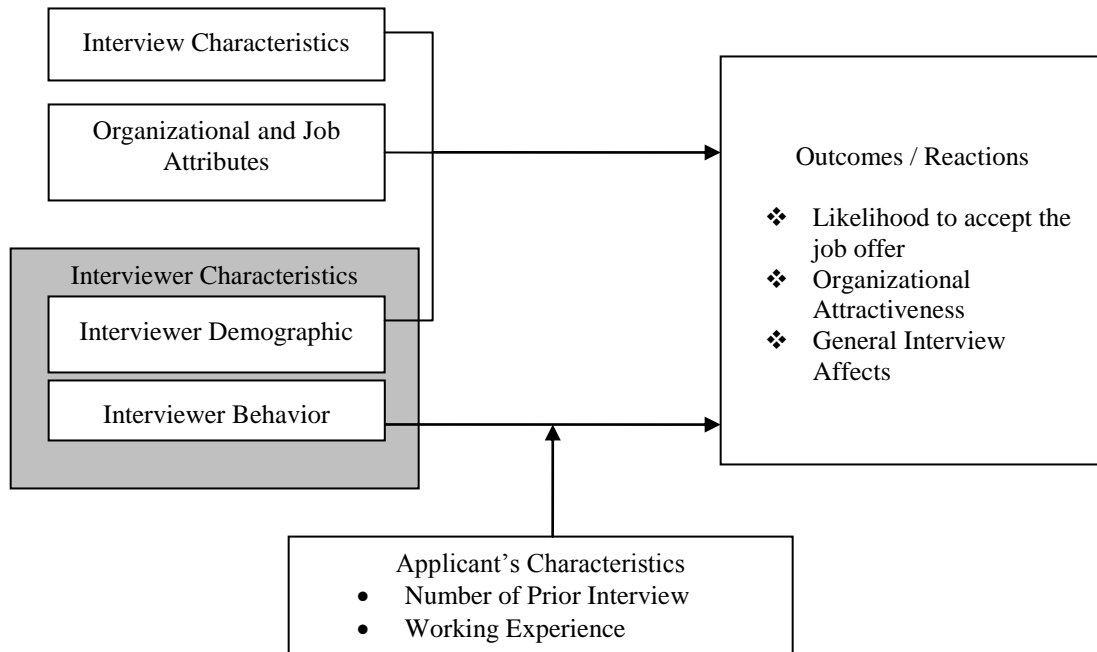 Interview Characteristics
Organizational and Job
Attributes
Interviewer Characteristics
Interviewer Demographic
Interviewer Behavior
Outcomes / Reactions
❖ Likelihood to accept the
job offer
❖ Organizational
Attractiveness
❖ General Interview
Affects
Applicant’s Characteristics
• Number of Prior Interview
• Working Experience